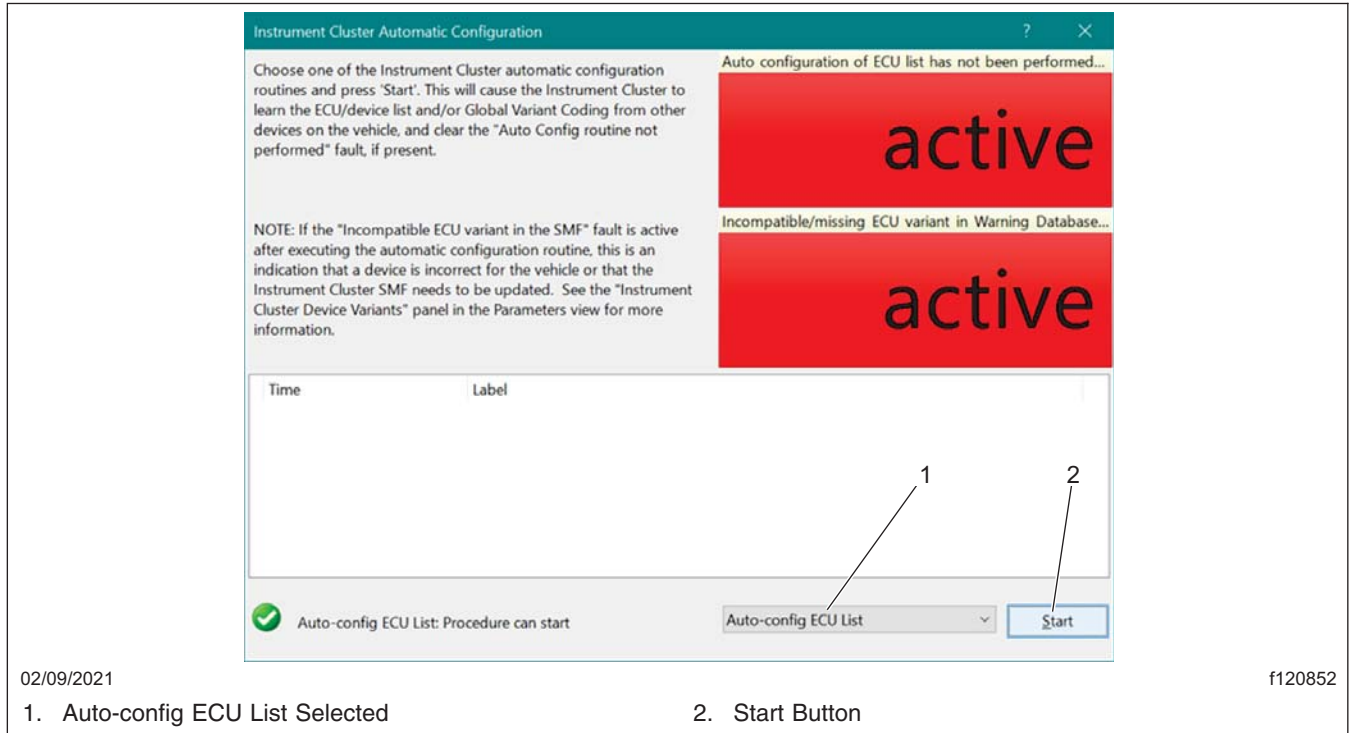 Instrument Cluster Automatic Configuration
?
Choose one of the Instrument Cluster automatic configuration
routines and press 'Start'. This will cause the Instrument Cluster to
learn the ECU/device list and/or Global Variant Coding from other
devices on the vehicle, and clear the "Auto Config routine not
performed" fault, if present.
Auto configuration of ECU list has not been performed...
active
NOTE: If the "Incompatible ECU variant in the SMF" fault is active
after executing the automatic configuration routine, this is an
indication that a device is incorrect for the vehicle or that the
Instrument Cluster SMF needs to be updated. See the "Instrument
Cluster Device Variants" panel in the Parameters view for more
information.
Incompatible/missing ECU variant in Warning Database...
active
Time Label
1 2
Auto-config ECU List: Procedure can start
Auto-config ECU List
Start
02/09/2021 f120852
1. Auto-config ECU List Selected 2. Start Button